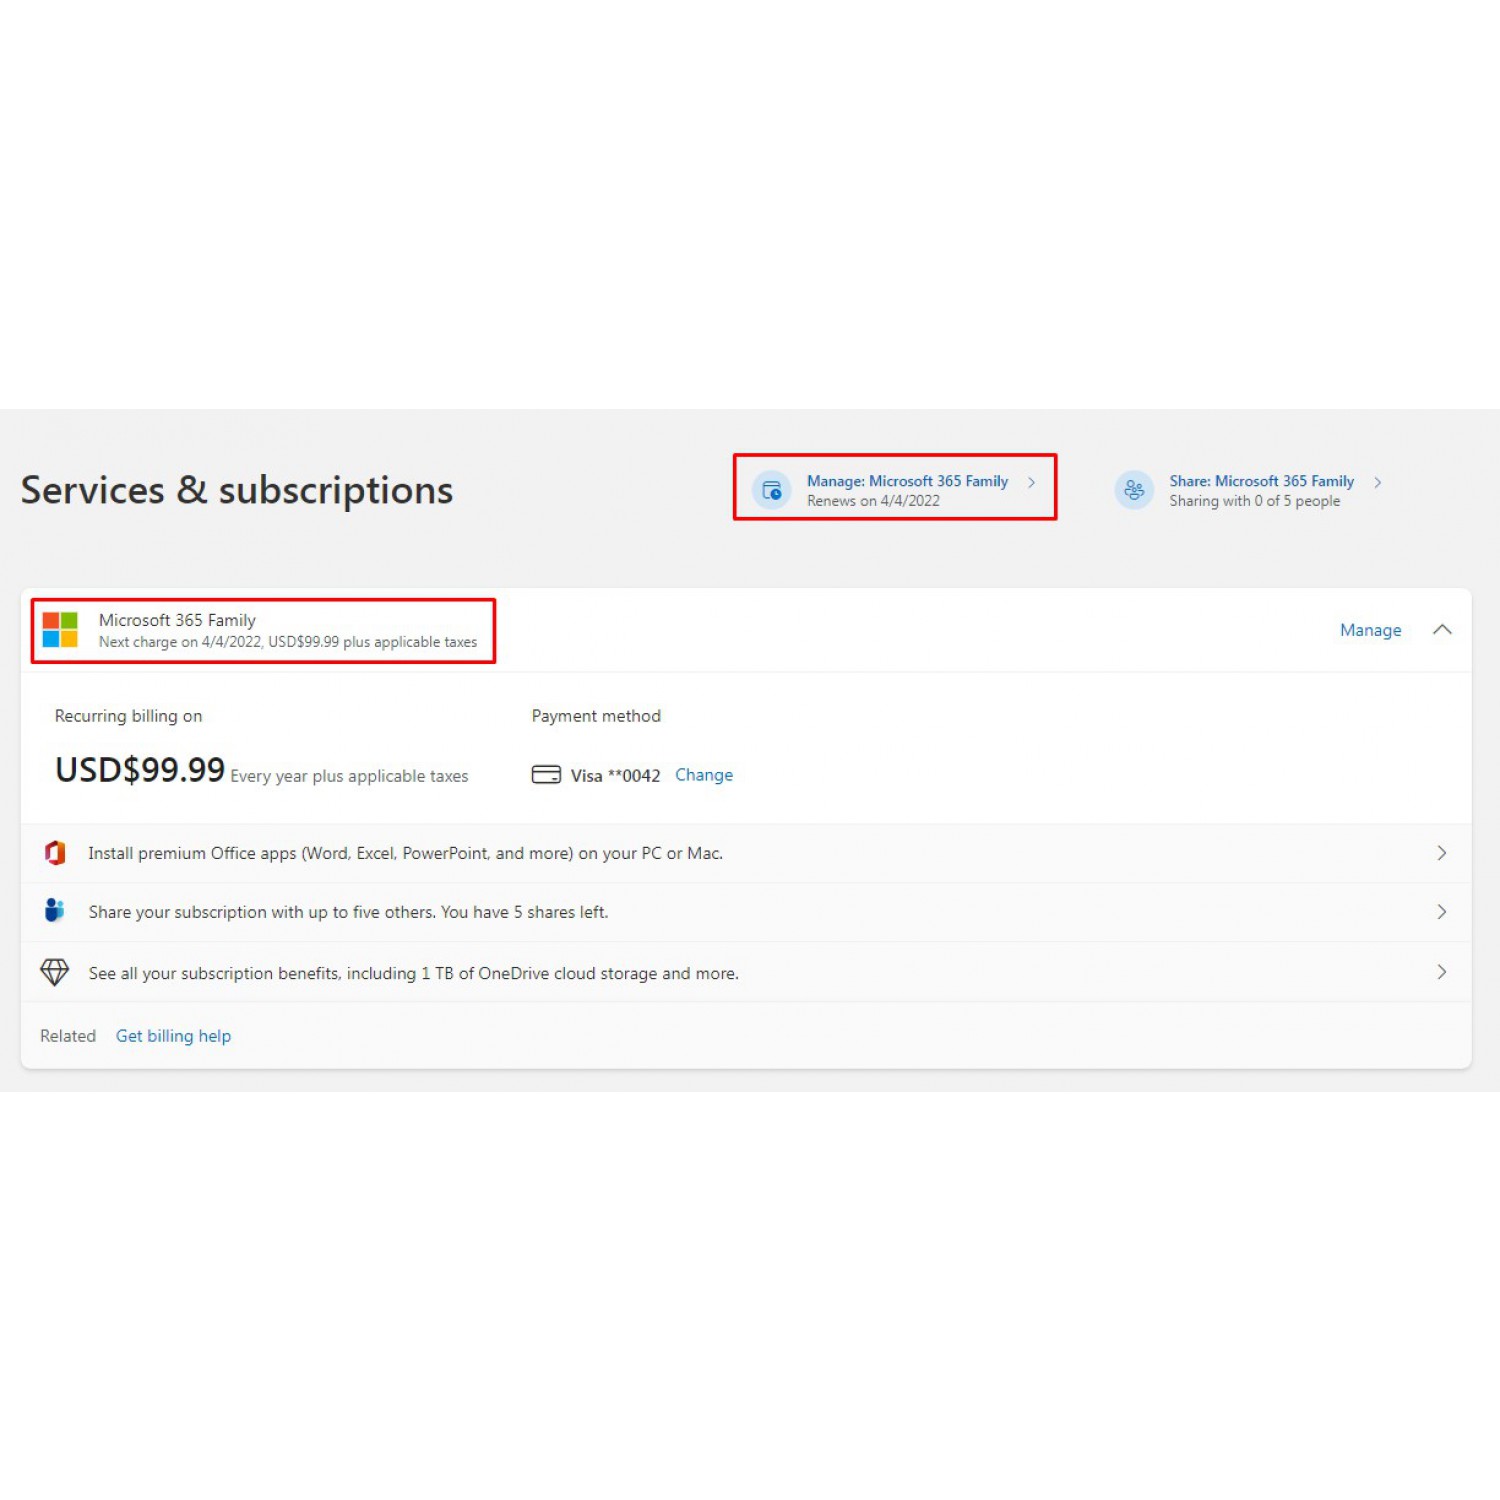 Services & subscriptions
Manage: Microsoft 365 Family
Renews on 4/4/2022
Share: Microsoft 365 Family
Sharing with 0 of 5 people
Microsoft 365 Family
Next charge on 4/4/2022, USD$99.99 plus applicable taxes
Manage
Recurring billing on
USD$99.99 Every year plus applicable taxes
Payment method
Visa **0042 Change
Install premium Office apps (Word, Excel, PowerPoint, and more) on your PC or Mac.
Share your subscription with up to five others. You have 5 shares left.
See all your subscription benefits, including 1 TB of OneDrive cloud storage and more.
Related Get billing help